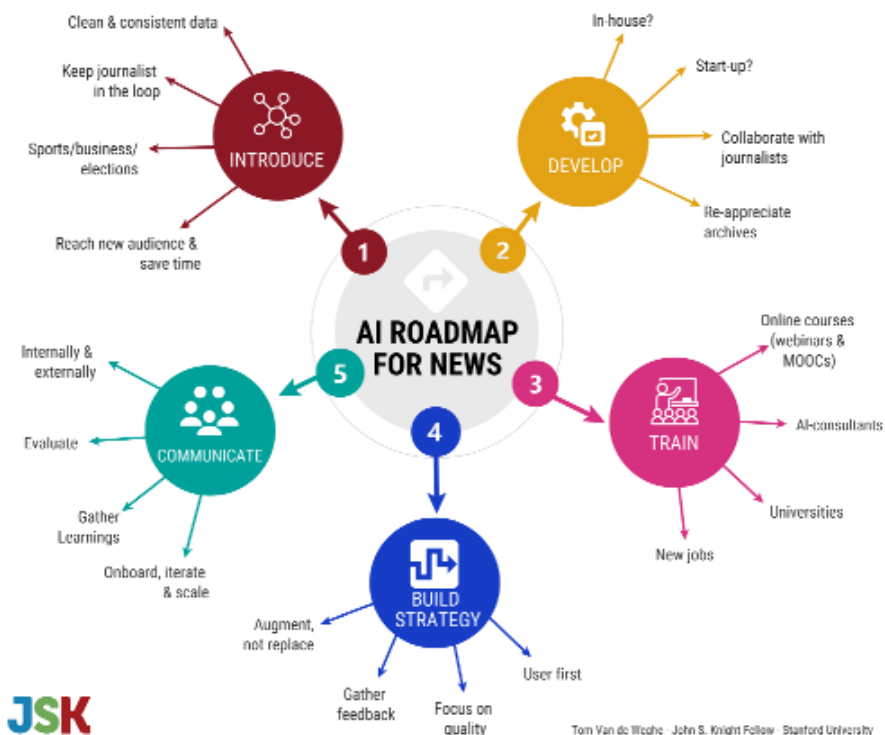 Clean & consistent data
Keep journalist
in the loop
Sports/business/
elections
Reach new audience &
save time
INTRODUCE
1
In-house?
Start-up?
Collaborate with
journalists
Re-appreciate
archives
DEVELOP
2
AI ROADMAP
FOR NEWS
Online courses
(webinars &
MOOCs)
AI-consultants
Universities
New jobs
TRAIN
3
BUILD
STRATEGY
4
Augment,
not replace
Gather
feedback
Focus on
quality
User first
5
COMMUNICATE
Internally &
externally
Evaluate
Gather
Learnings
Onboard, iterate
& scale
JSK
Tom Van de Weghe - John S. Knight Fellow - Stanford University